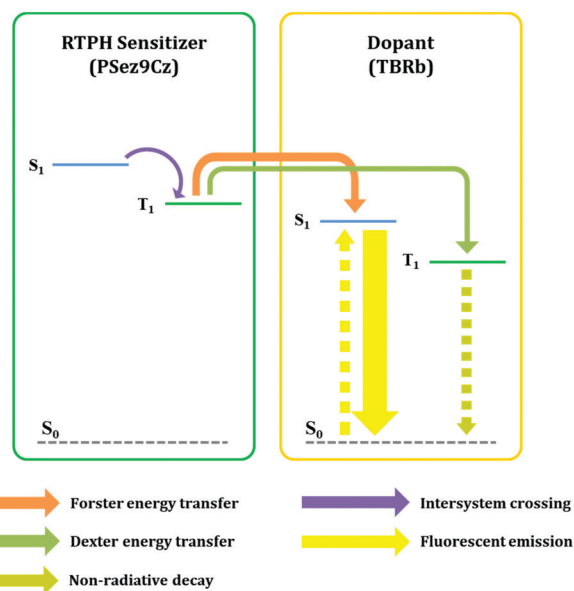 RTPH Sensitizer
(PSez9Cz)
Dopant
(TBRb)
S1
T1
S1
T1
S0
S0
Forster energy transfer
Intersystem crossing
Dexter energy transfer
Fluorescent emission
Non-radiative decay